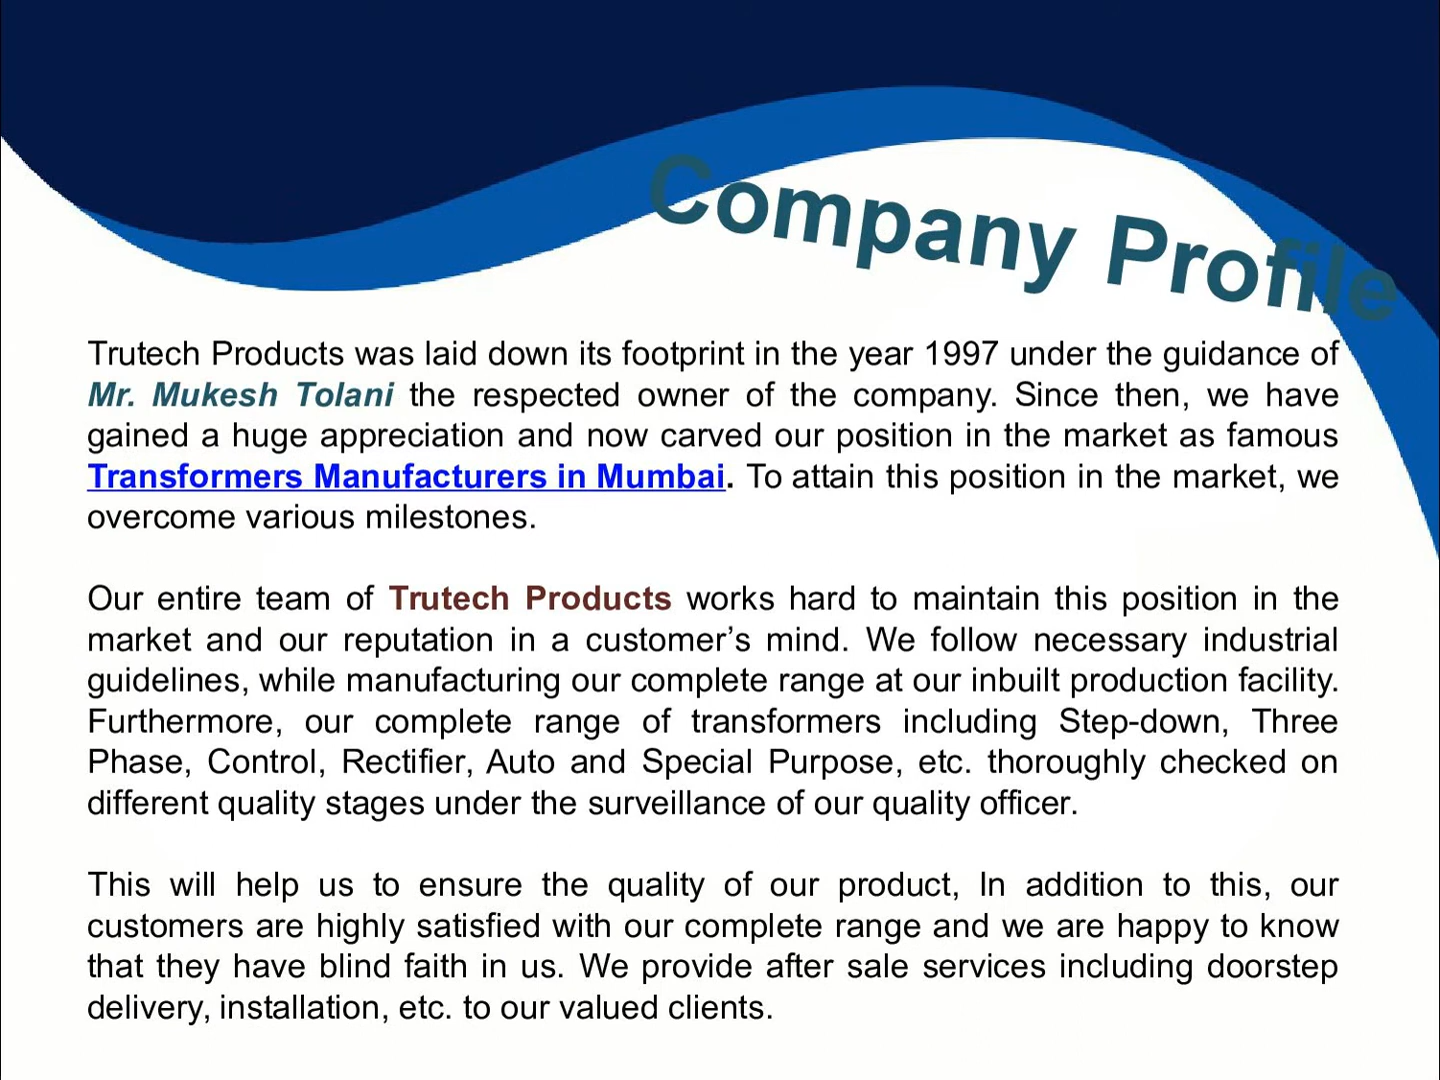 Company Profile
Trutech Products was laid down its footprint in the year 1997 under the guidance of
Mr. Mukesh Tolani the respected owner of the company. Since then, we have
gained a huge appreciation and now carved our position in the market as famous
Transformers Manufacturers in Mumbai. To attain this position in the market, we
overcome various milestones.
Our entire team of Trutech Products works hard to maintain this position in the
market and our reputation in a customer’s mind. We follow necessary industrial
guidelines, while manufacturing our complete range at our inbuilt production facility.
Furthermore, our complete range of transformers including Step-down, Three
Phase, Control, Rectifier, Auto and Special Purpose, etc. thoroughly checked on
different quality stages under the surveillance of our quality officer.
This will help us to ensure the quality of our product, In addition to this, our
customers are highly satisfied with our complete range and we are happy to know
that they have blind faith in us. We provide after sale services including doorstep
delivery, installation, etc. to our valued clients.